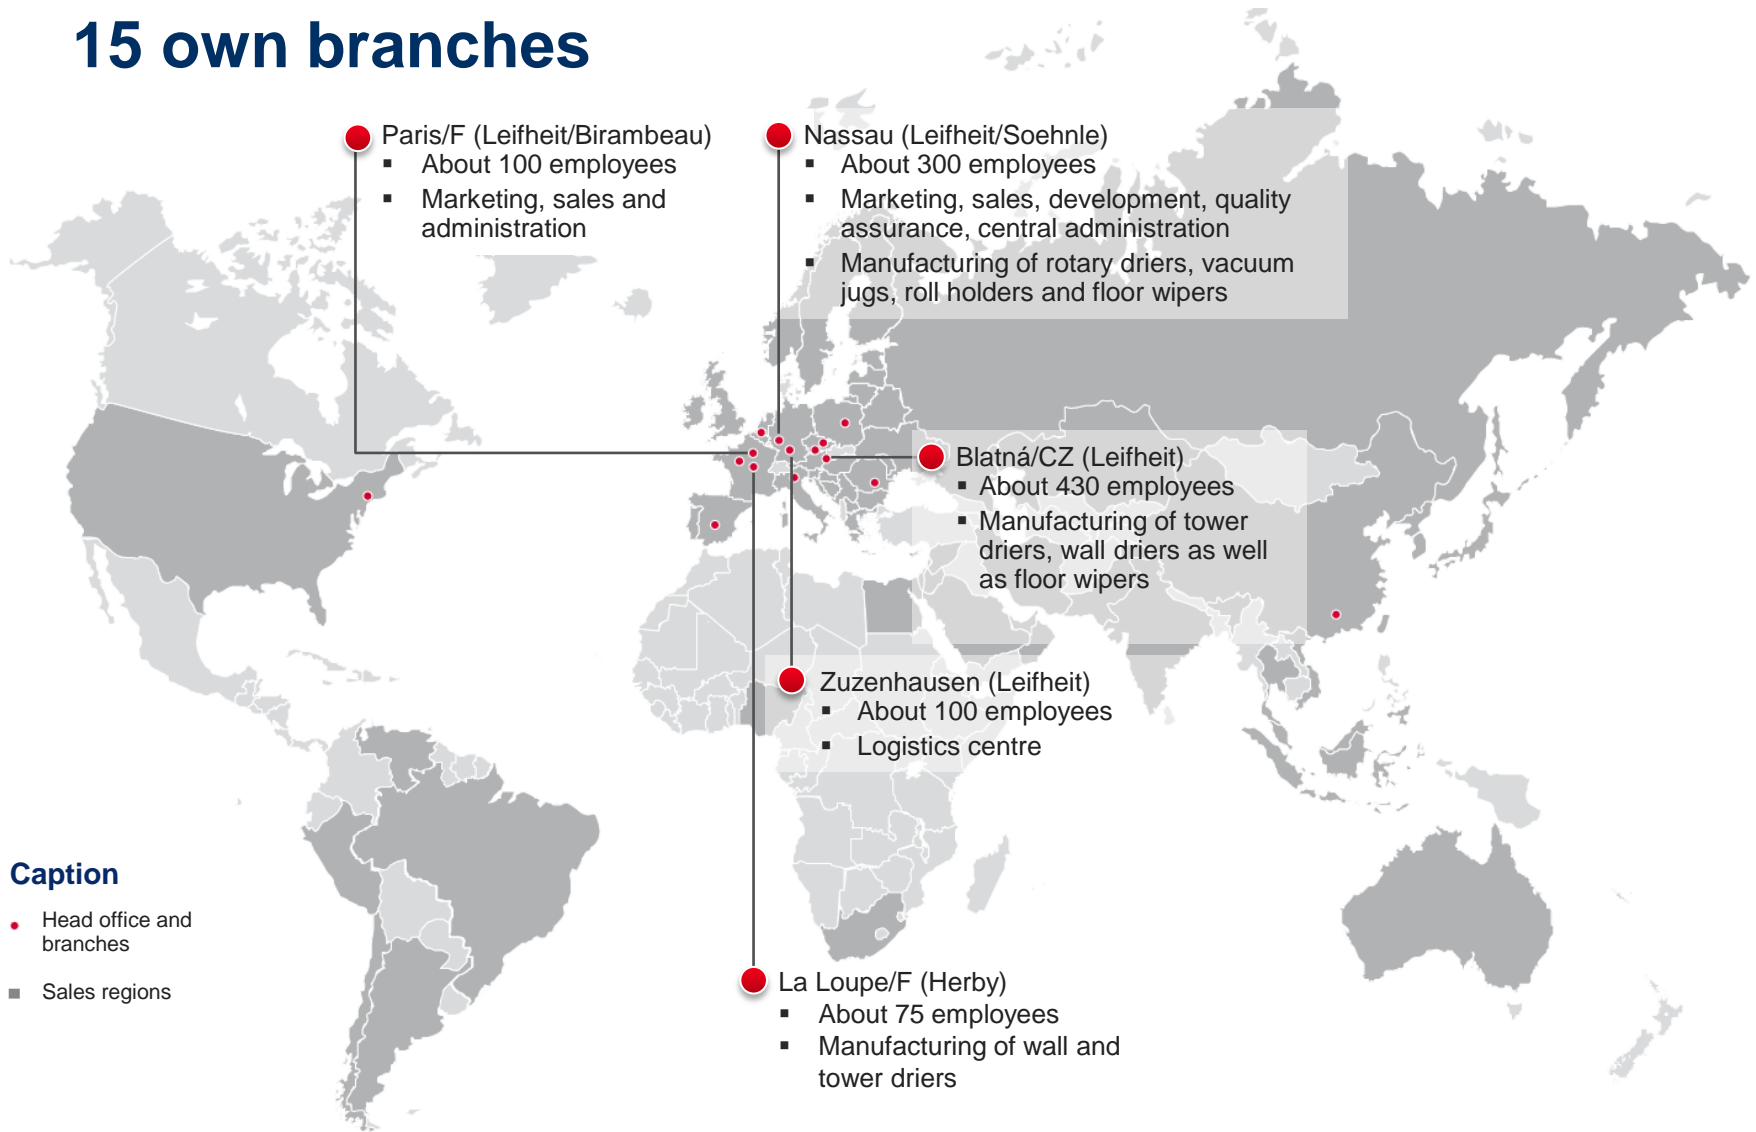 15 own branches
Paris/F (Leifheit/Birambeau)
▪ About 100 employees
▪ Marketing, sales and
administration
Nassau (Leifheit/Soehnle)
▪ About 300 employees
▪ Marketing, sales, development, quality
assurance, central administration
▪ Manufacturing of rotary driers, vacuum
jugs, roll holders and floor wipers
Blatná/CZ (Leifheit)
▪ About 430 employees
▪ Manufacturing of tower
driers, wall driers as well
as floor wipers
Zuzenhausen (Leifheit)
▪ About 100 employees
▪ Logistics centre
La Loupe/F (Herby)
▪ About 75 employees
▪ Manufacturing of wall and
tower driers
Caption
Head office and
branches
Sales regions